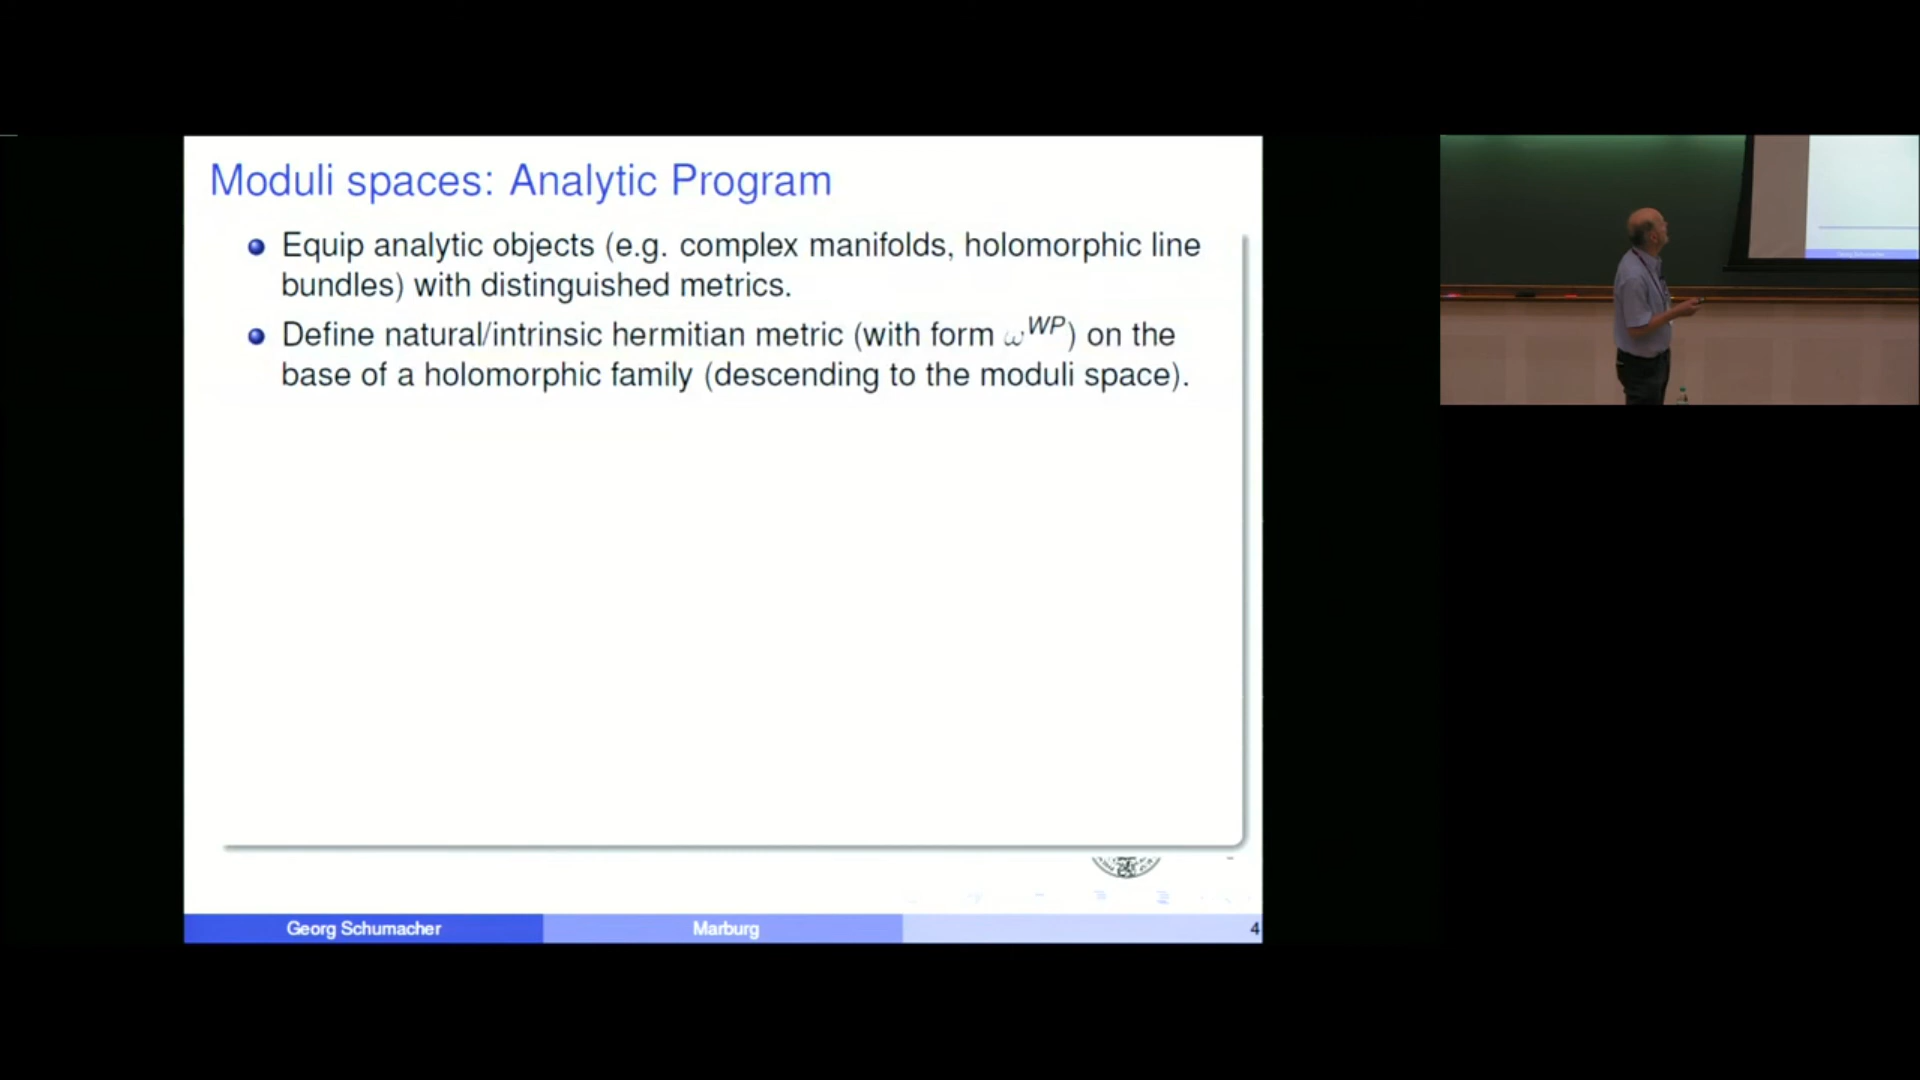 Moduli spaces: Analytic Program
Equip analytic objects (e.g. complex manifolds, holomorphic line
bundles) with distinguished metrics.
Define natural/intrinsic hermitian metric (with form ω^WP) on the
base of a holomorphic family (descending to the moduli space).
Georg Schumacher
Marburg
4